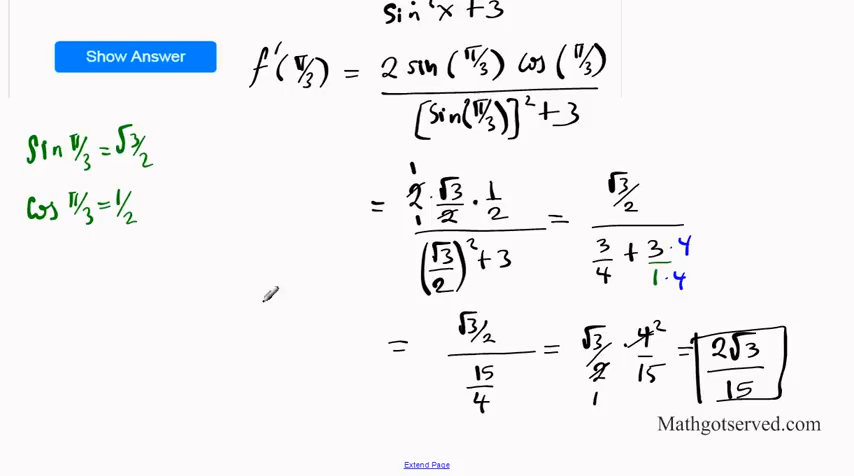 sin²x + 3
Show Answer
f'(π/3) = 2 sin(π/3) cos(π/3) / [sin(π/3)]² + 3
sin π/3 = √3/2
cos π/3 = 1/2
= 2 · √3/2 · 1/2 / (√3/2)² + 3 = √3/2 / 3/4 + 3·4/1·4
= √3/2 / 15/4 = √3/2 · 4/15 = 2√3/15
Mathgotserved.com
Extend Page